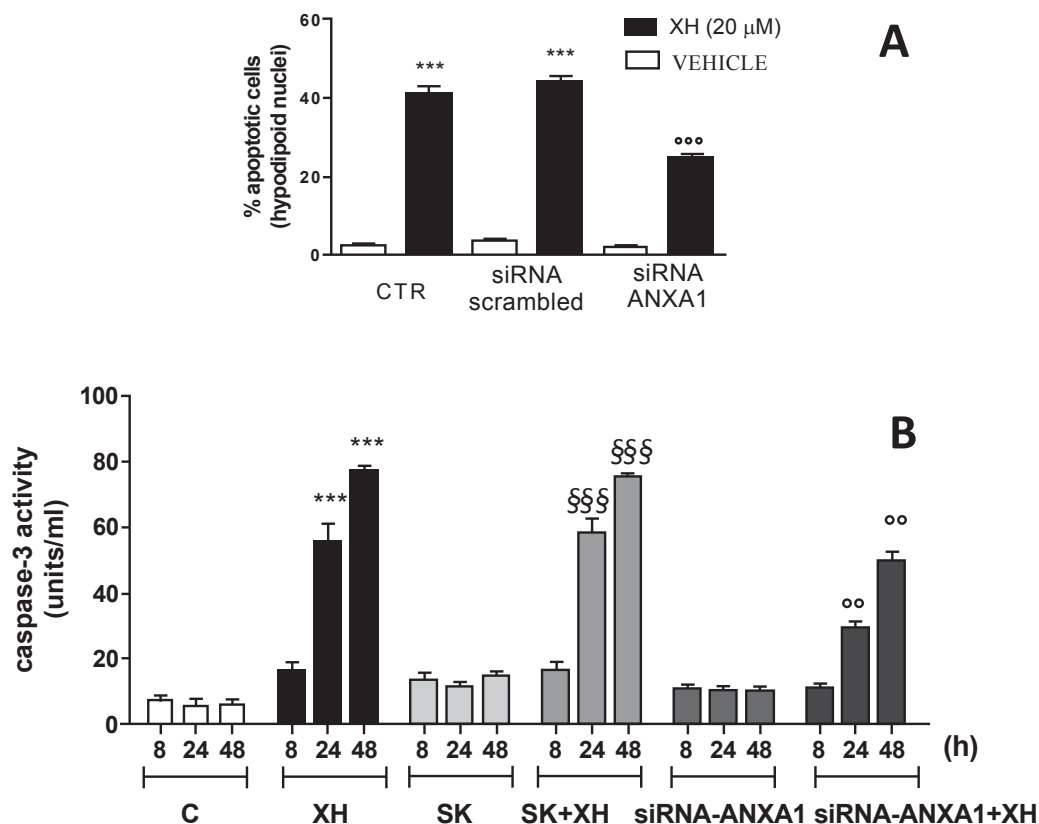 60
40
20
0
% apoptotic cells
(hypodipoid nuclei)
***
***
°°°
XH (20 μM)
VEHICLE
A
CTR
siRNA
scrambled
siRNA
ANXA1
100
80
60
40
20
0
caspase-3 activity
(units/ml)
B
***
***
§§§
§§§
°°
°°
8 24 48 8 24 48 8 24 48 8 24 48 8 24 48 8 24 48 (h)
C XH SK SK+XH siRNA-ANXA1 siRNA-ANXA1+XH